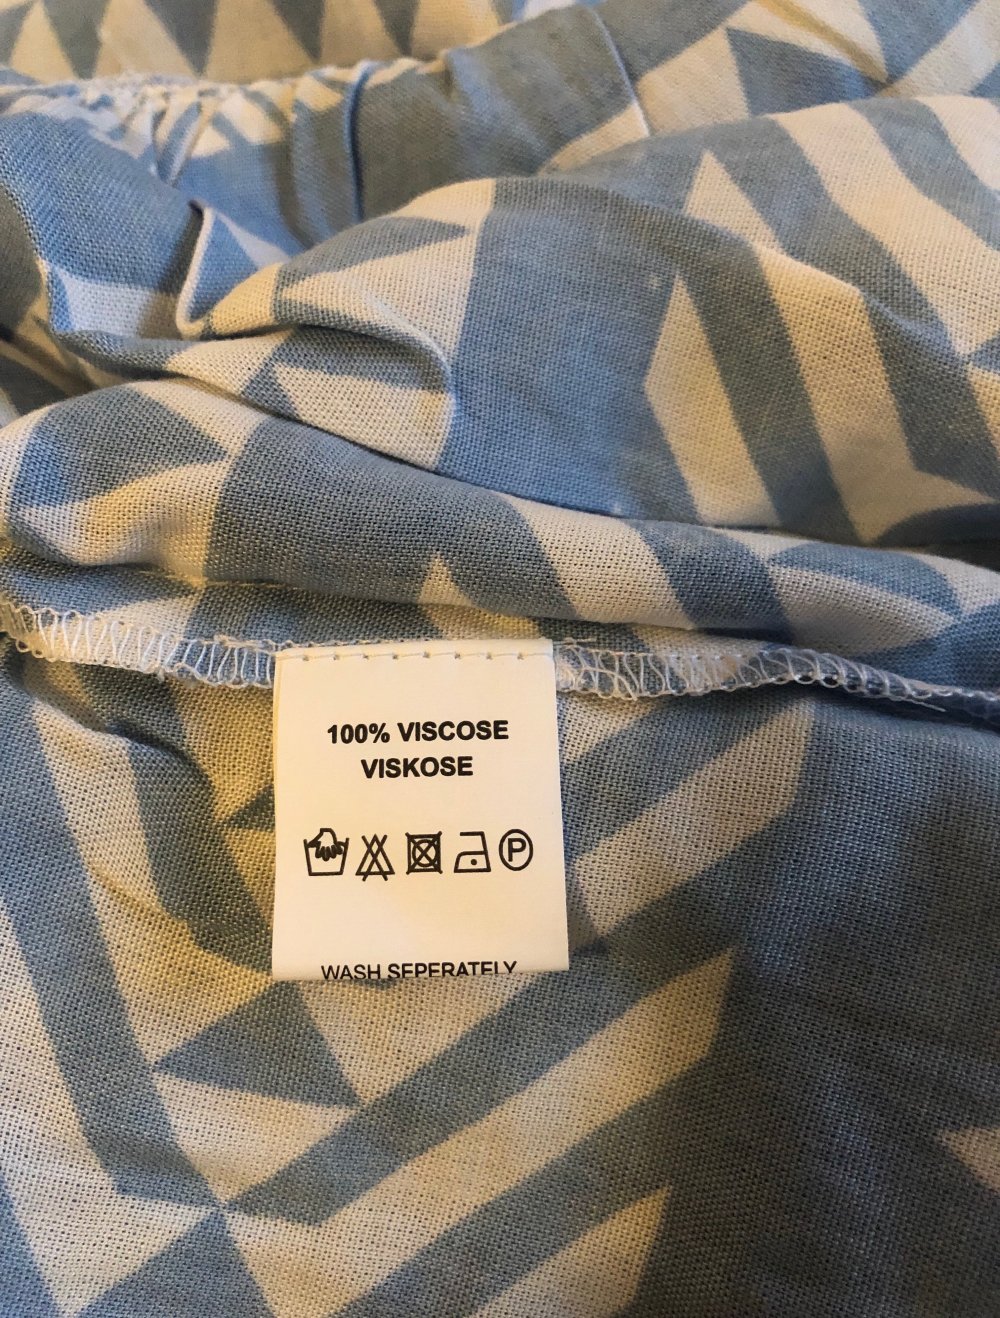 100% VISCOSE
VISKOSE
P
WASH SEPERATELY